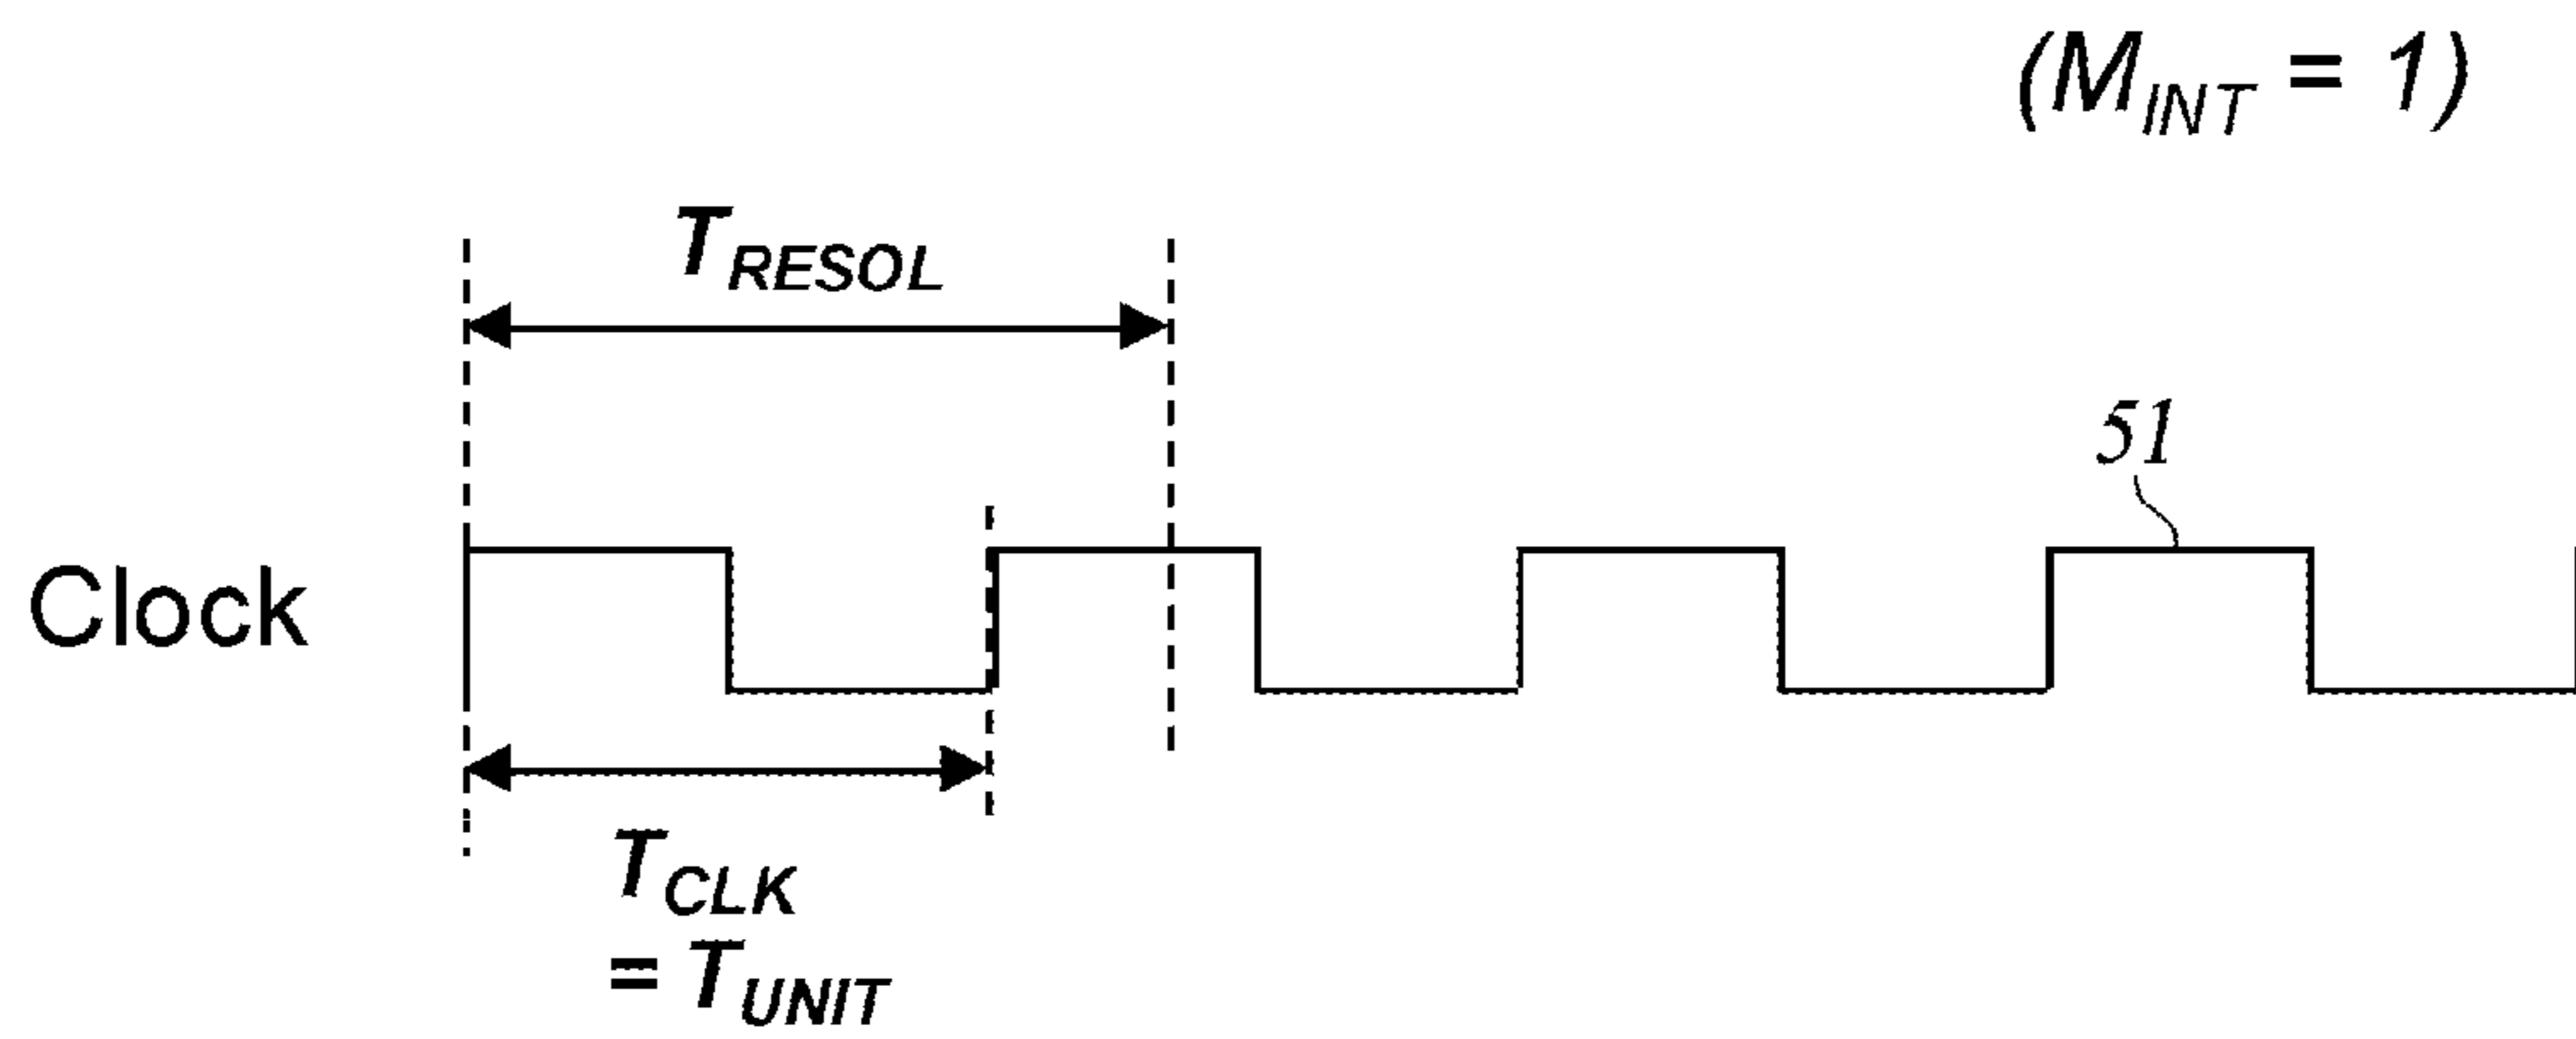 (M_INT = 1)
T_RESOL
51
Clock
T_CLK
= T_UNIT